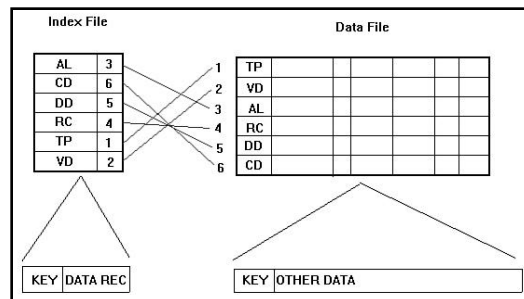 Index File
Data File
AL 3
CD 6
DD 5
RC 4
TP 1
VD 2
1 TP
2 VD
3 AL
4 RC
5 DD
6 CD
KEY DATA REC
KEY OTHER DATA